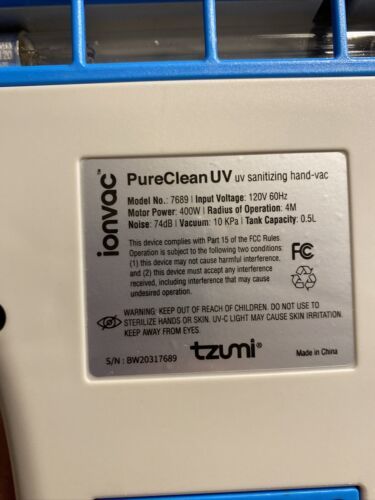 ionvac™
PureClean UV uv sanitizing hand-vac
Model No.: 7689 | Input Voltage: 120V 60Hz
Motor Power: 400W | Radius of Operation: 4M
Noise: 74dB | Vacuum: 10 KPa | Tank Capacity: 0.5L
This device complies with Part 15 of the FCC Rules.
Operation is subject to the following two conditions:
(1) this device may not cause harmful interference,
and (2) this device must accept any interference
received, including interference that may cause
undesired operation.
FC
WARNING: KEEP OUT OF REACH OF CHILDREN. DO NOT USE TO
STERILIZE HANDS OR SKIN. UV-C LIGHT MAY CAUSE SKIN IRRITATION.
KEEP AWAY FROM EYES.
S/N: BW20317689
tzumi®
Made in China